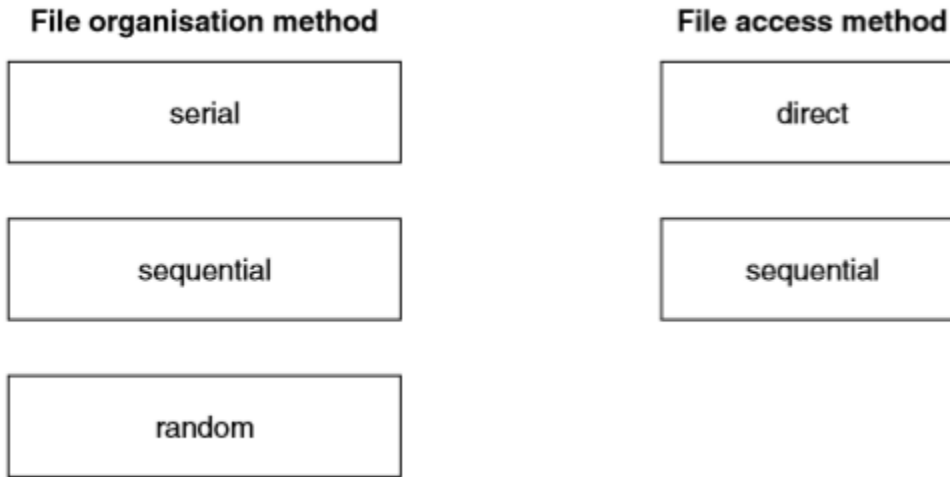 File organisation method
File access method
serial
direct
sequential
sequential
random